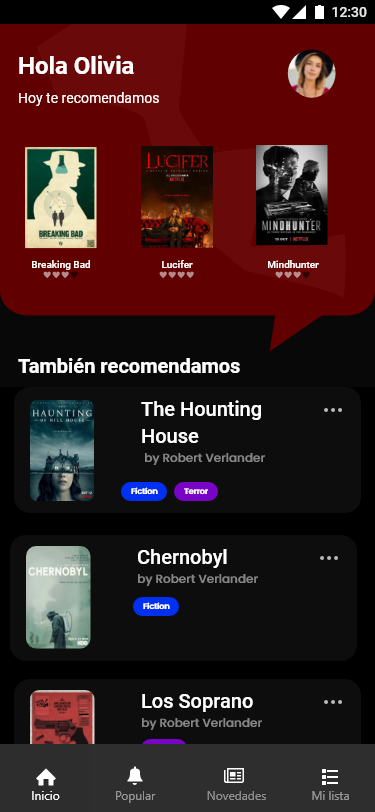 12:30
Hola Olivia
Hoy te recomendamos
BREAKING BAD
LUCIFER
NETFLIX
MINDHUNTER
NETFLIX
Breaking Bad
Lucifer
Mindhunter
También recomendamos
THE
HAUNTING
OF HILL HOUSE
The Hounting
House
by Robert Verlander
Fiction
Terror
CHERNOBYL
HBO
Chernobyl
by Robert Verlander
Fiction
Los Soprano
by Robert Verlander
Inicio
Popular
Novedades
Mi lista